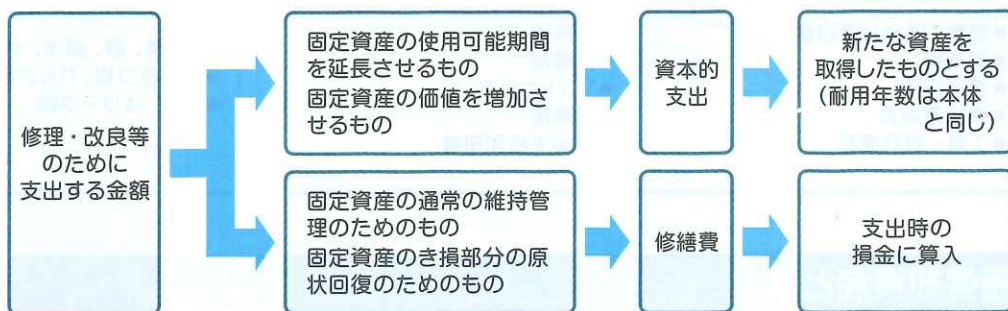 修理・改良等
のために
支出する金額
固定資産の使用可能期間
を延長させるもの
固定資産の価値を増加さ
せるもの
資本的
支出
新たな資産を
取得したものとする
（耐用年数は本体
と同じ）
固定資産の通常の維持管
理のためのもの
固定資産のき損部分の原
状回復のためのもの
修繕費
支出時の
損金に算入